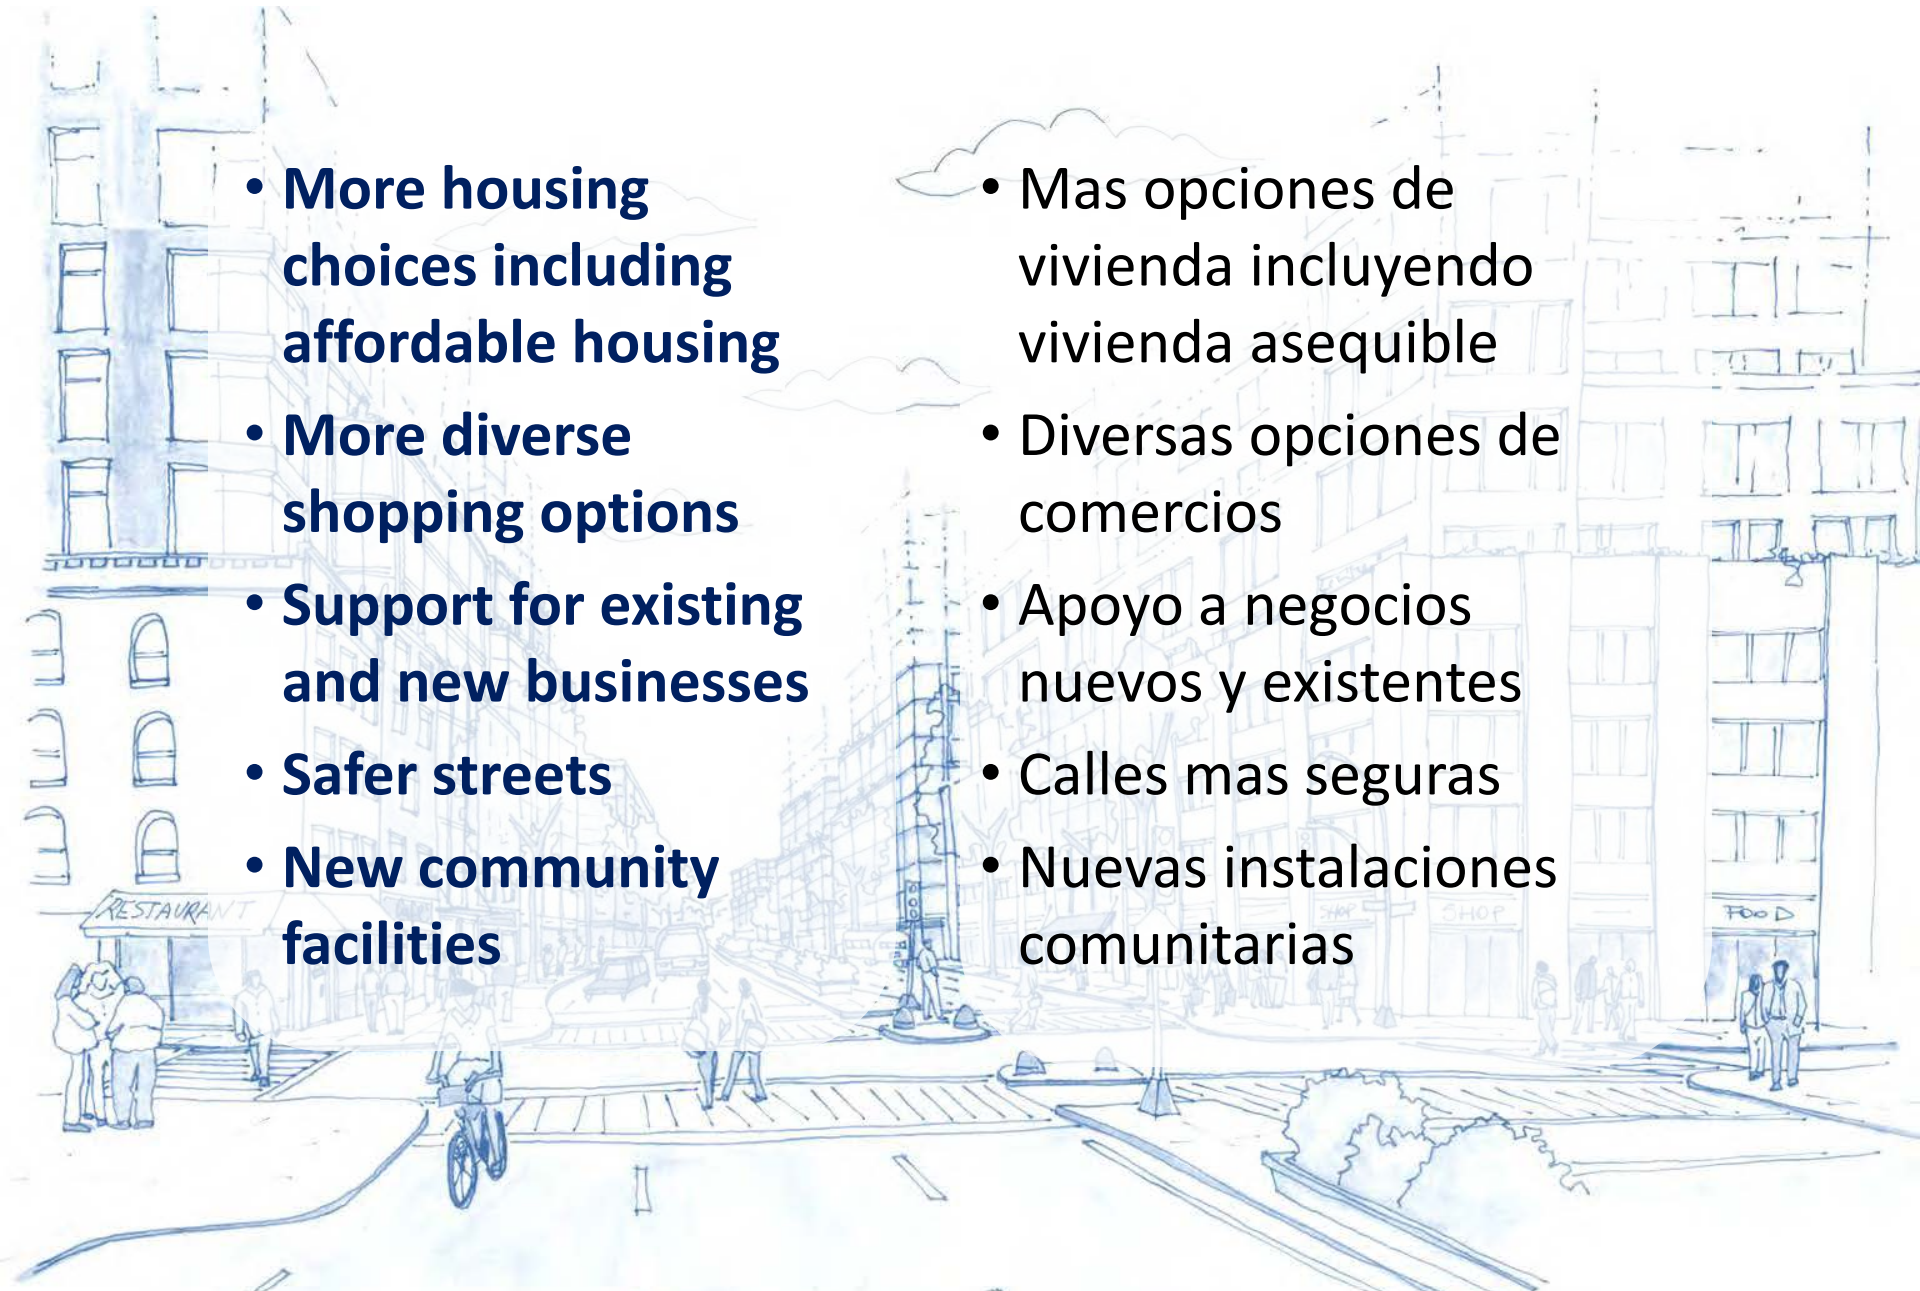 • More housing
choices including
affordable housing
• More diverse
shopping options
• Support for existing
and new businesses
• Safer streets
• New community
facilities
• Mas opciones de
vivienda incluyendo
vivienda asequible
• Diversas opciones de
comercios
• Apoyo a negocios
nuevos y existentes
• Calles mas seguras
• Nuevas instalaciones
comunitarias
RESTAURANT
SHOP
SHOP
FOOD